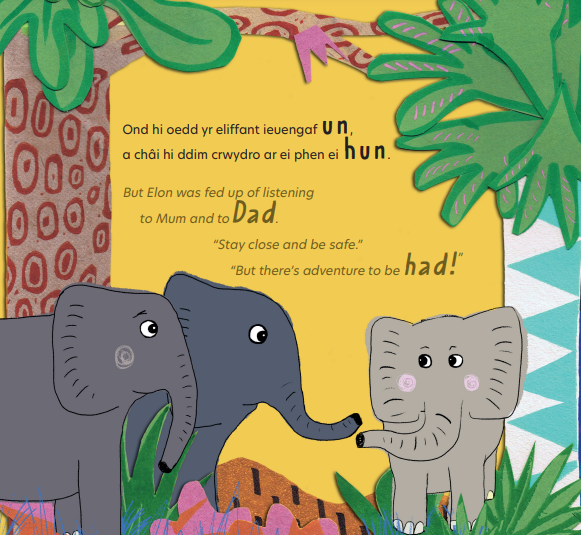 Ond hi oedd yr eliffant ieuengaf un,
a châi hi ddim crwydro ar ei phen ei hun.
But Elon was fed up of listening
to Mum and to Dad.
“Stay close and be safe.”
“But there’s adventure to be had!”